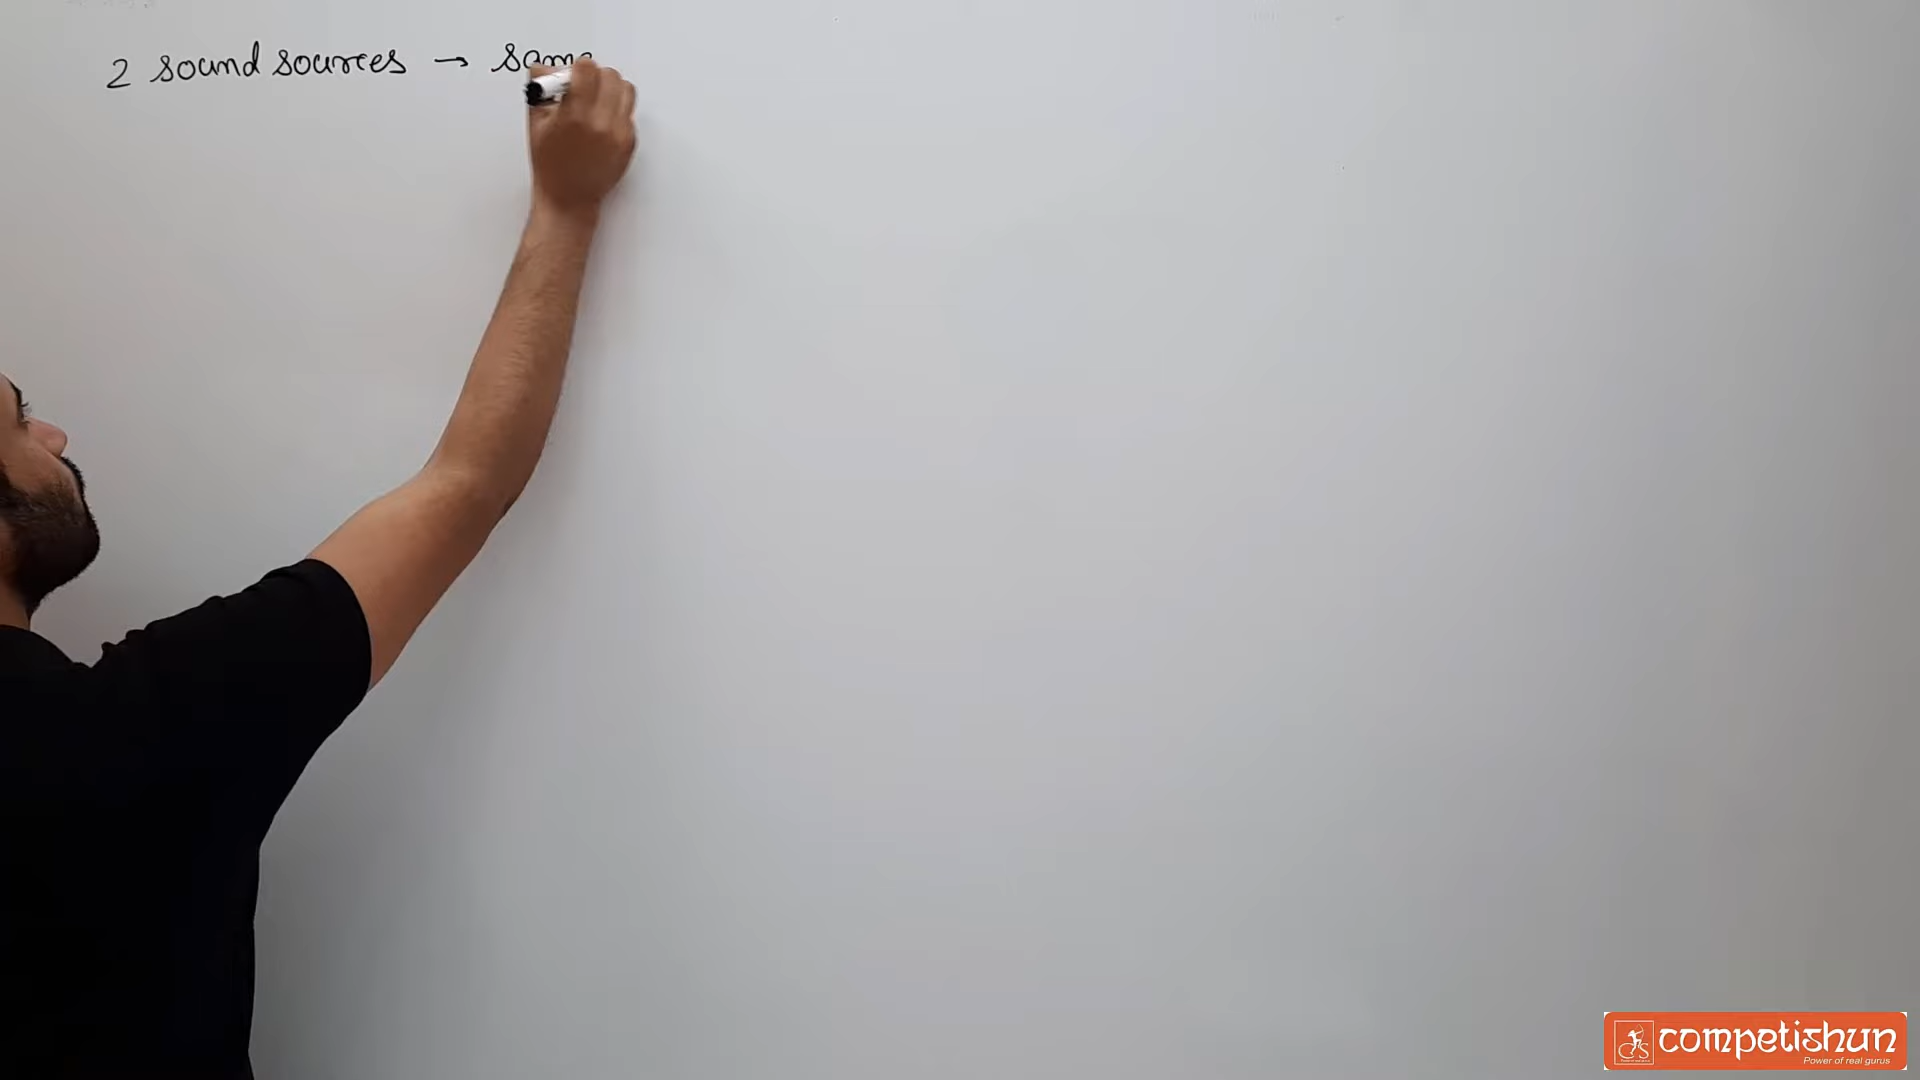 2 sound sources → same
competishun
Power of real gurus